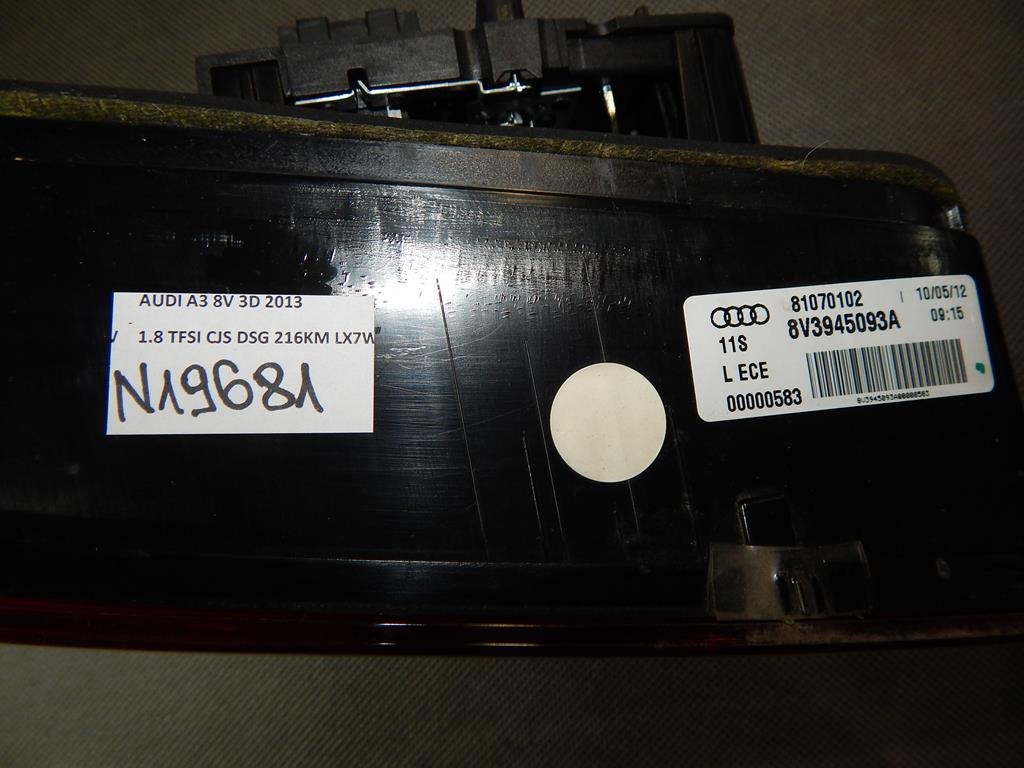 AUDI A3 8V 3D 2013
1.8 TFSI CJS DSG 216KM LX7W
N19681
81070102 10/05/12
8V3945093A 09:15
11S
L ECE
00000583
8V3945093A00000583